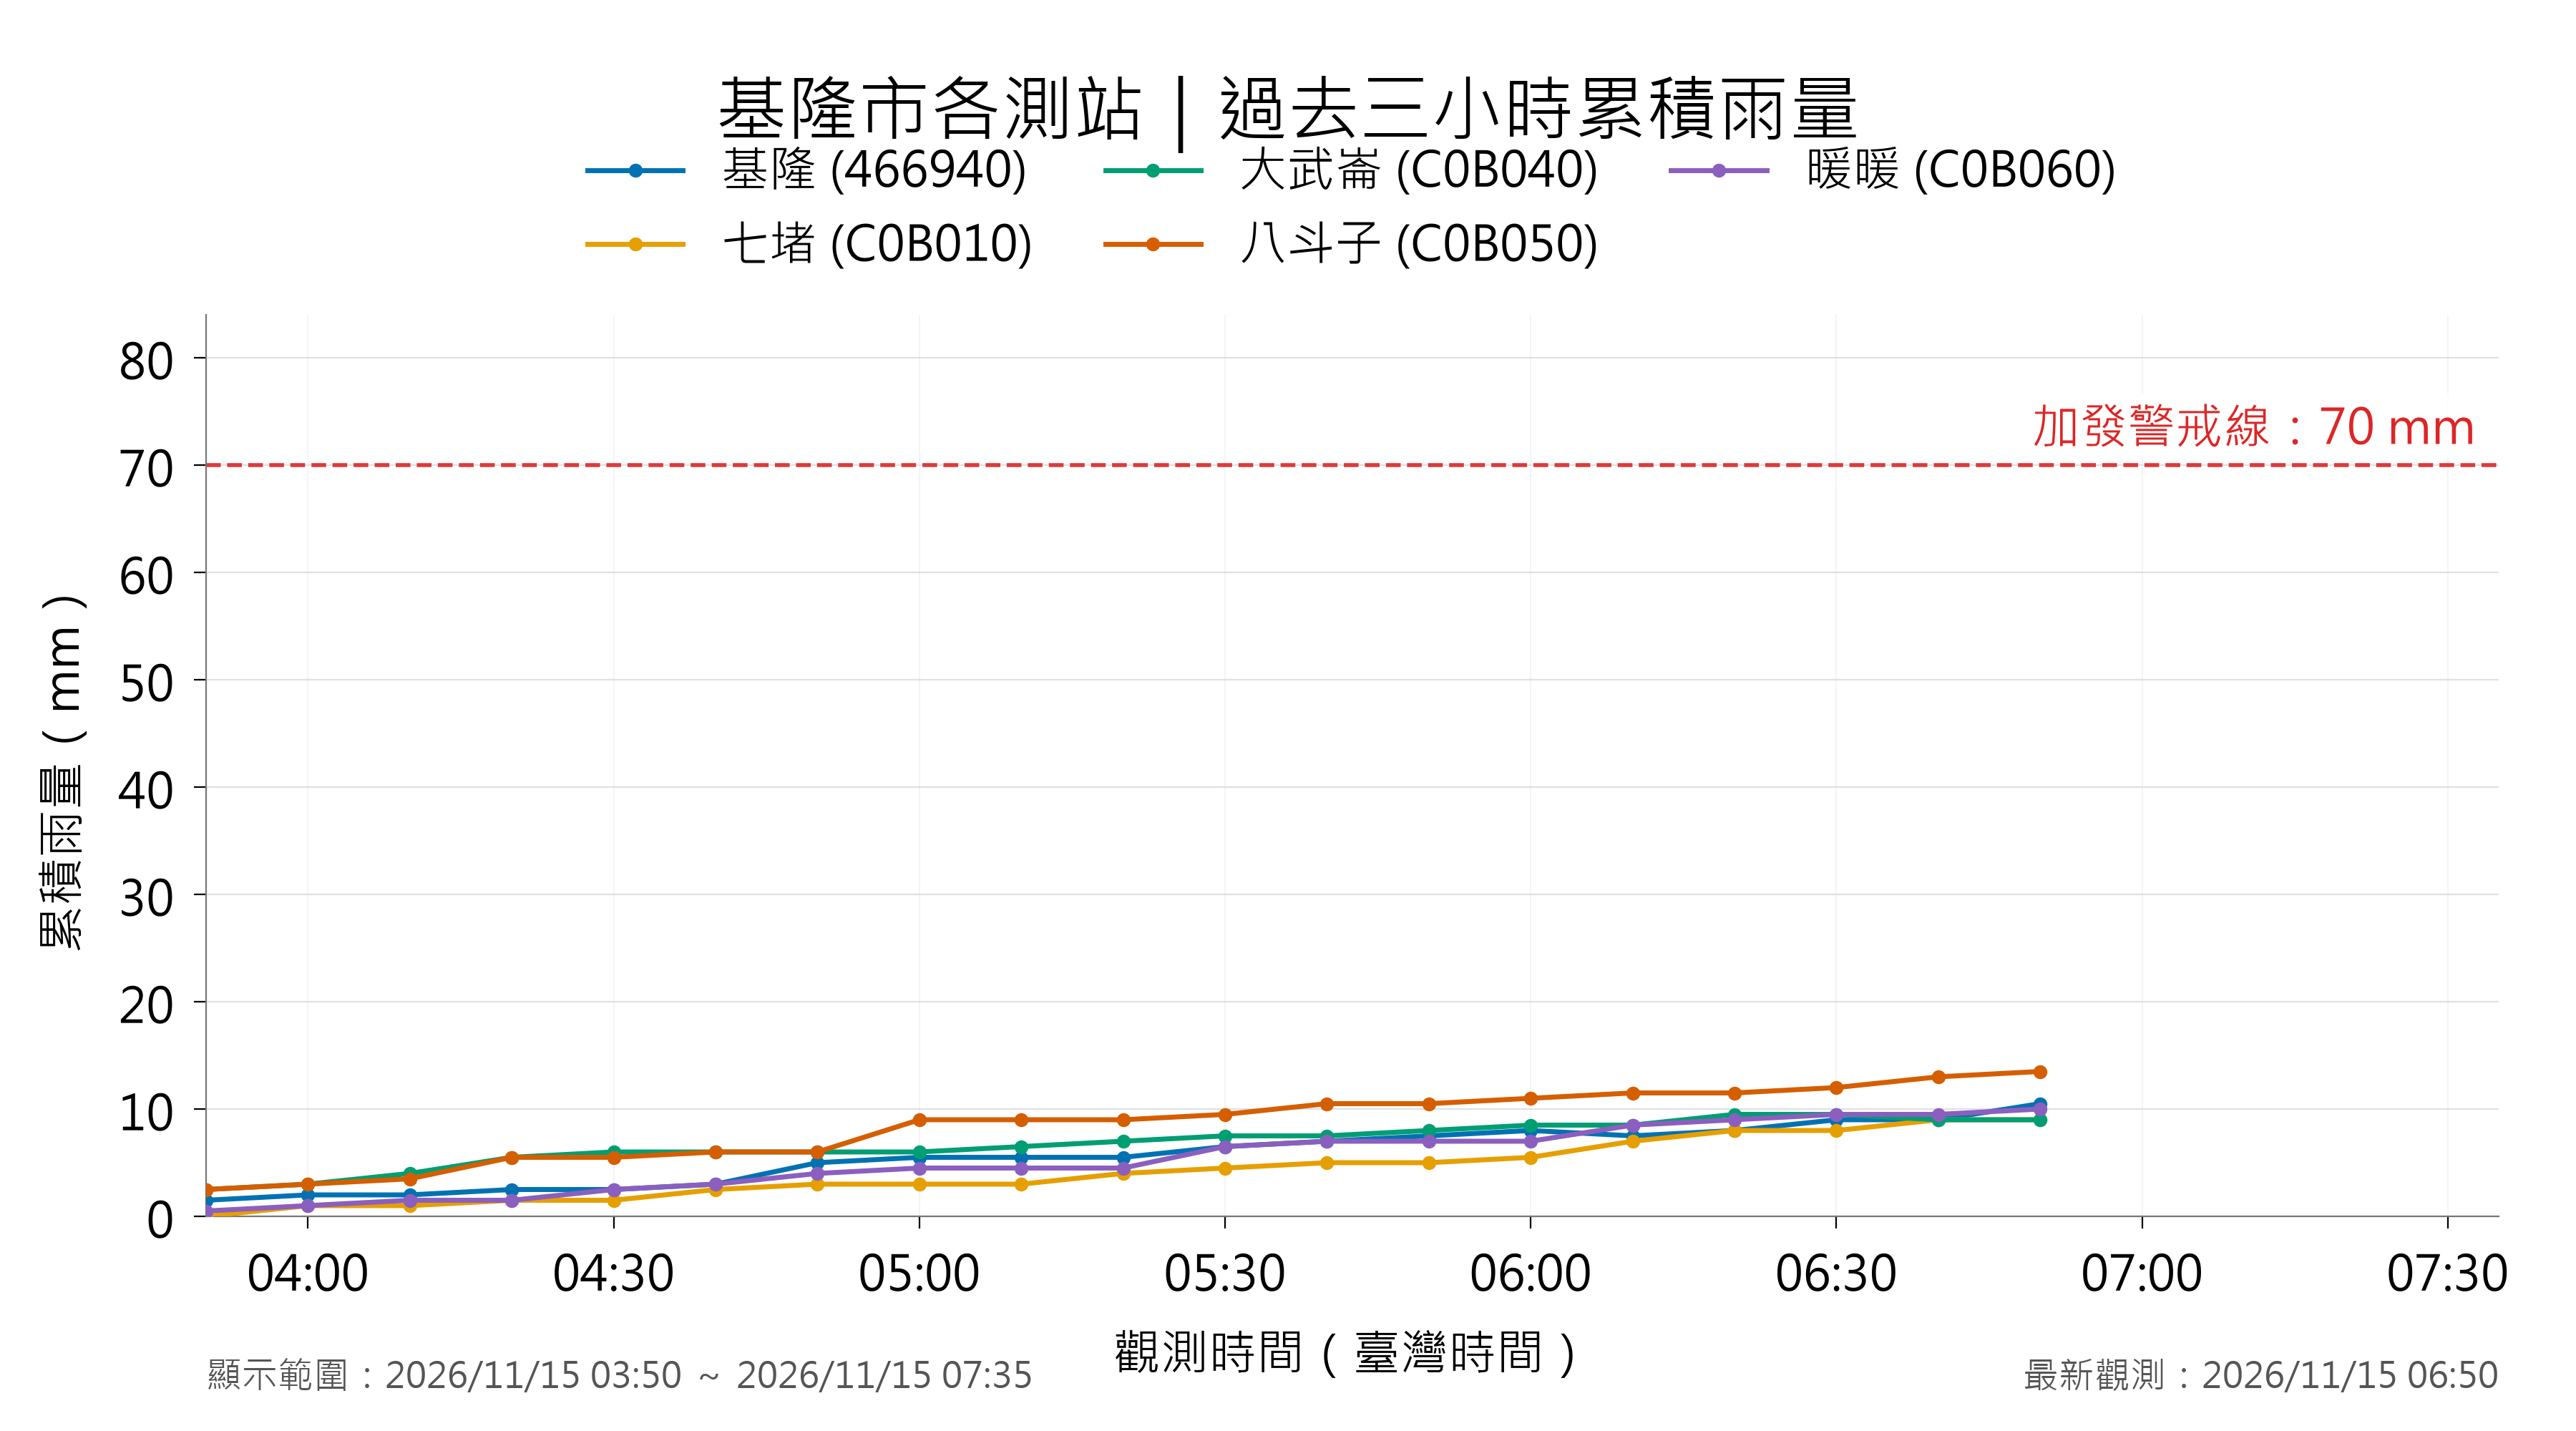 基隆市各測站 | 過去三小時累積雨量
基隆 (466940)
大武崙 (C0B040)
暖暖 (C0B060)
七堵 (C0B010)
八斗子 (C0B050)
加發警戒線：70 mm
累積雨量（mm）
80
70
60
50
40
30
20
10
0
04:00 04:30 05:00 05:30 06:00 06:30 07:00 07:30
觀測時間（臺灣時間）
顯示範圍：2026/11/15 03:50 ~ 2026/11/15 07:35
最新觀測：2026/11/15 06:50